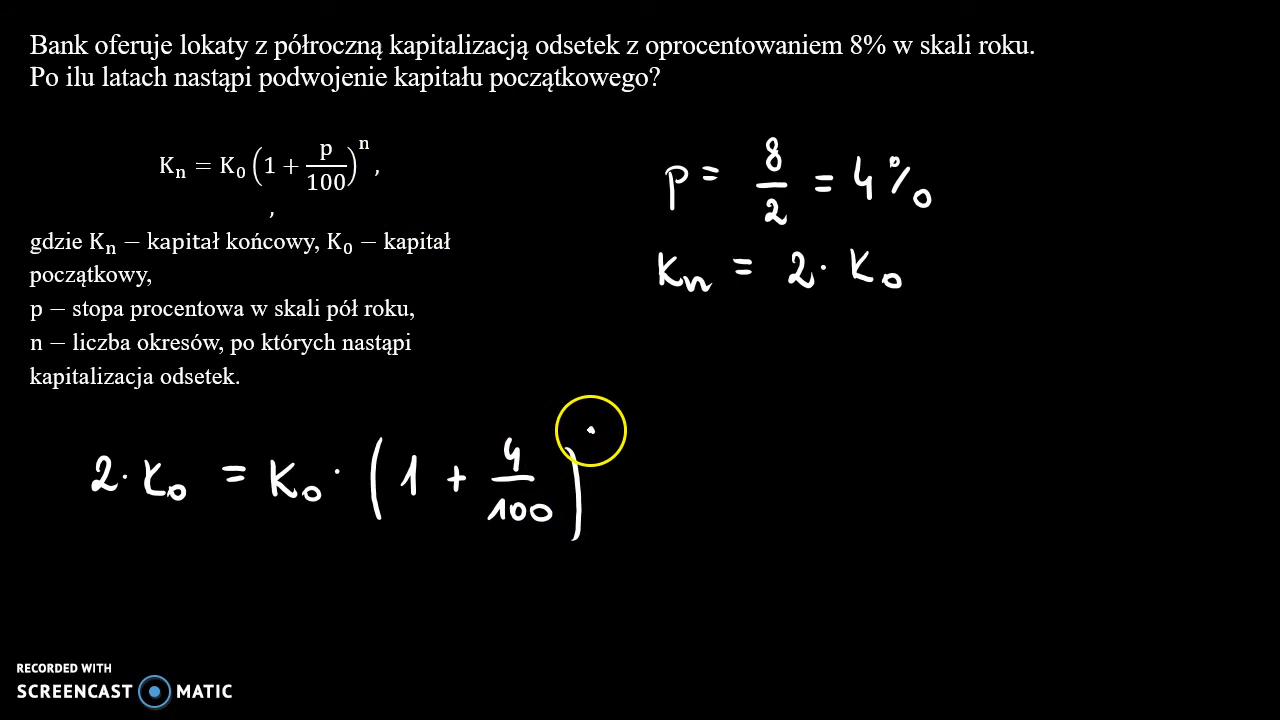 Bank oferuje lokaty z półroczną kapitalizacją odsetek z oprocentowaniem 8% w skali roku.
Po ilu latach nastąpi podwojenie kapitału początkowego?
Kₙ = K₀ (1 + p/100)ⁿ ,
,
gdzie Kₙ − kapitał końcowy, K₀ − kapitał
początkowy,
p − stopa procentowa w skali pół roku,
n − liczba okresów, po których nastąpi
kapitalizacja odsetek.
p = 8/2 = 4%
Kₙ = 2 · K₀
2 · K₀ = K₀ · (1 + 4/100)
RECORDED WITH
SCREENCAST MATIC